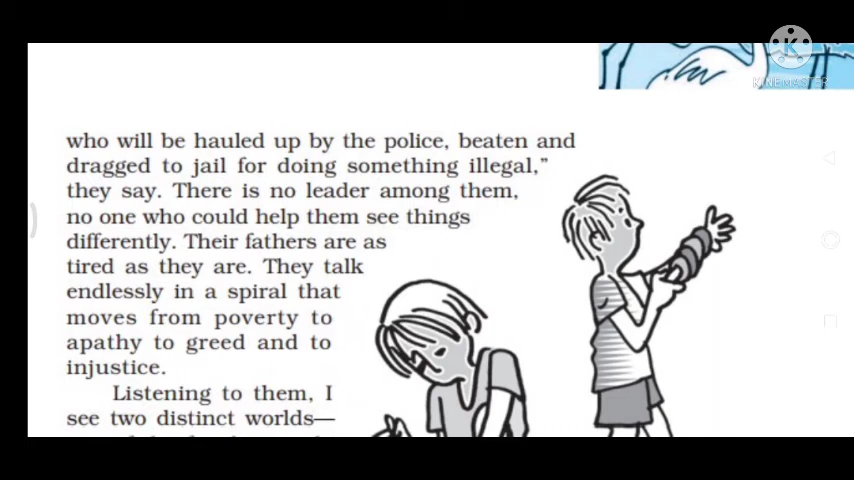 KINEMASTER
who will be hauled up by the police, beaten and
dragged to jail for doing something illegal,”
they say. There is no leader among them,
no one who could help them see things
differently. Their fathers are as
tired as they are. They talk
endlessly in a spiral that
moves from poverty to
apathy to greed and to
injustice.
Listening to them, I
see two distinct worlds—